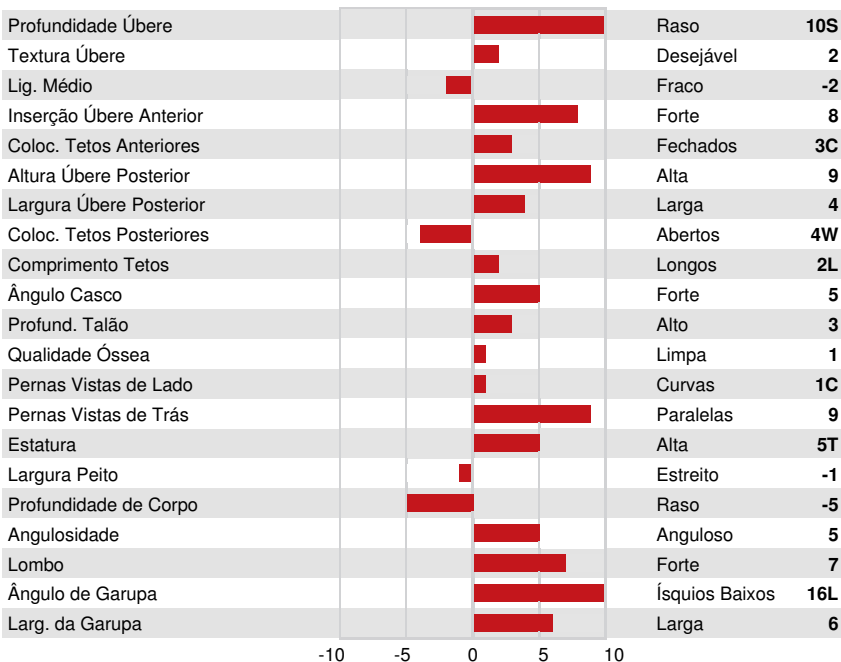 Profundidade Úbere Raso 10S
Textura Úbere Desejável 2
Lig. Médio Fraco -2
Inserção Úbere Anterior Forte 8
Coloc. Tetos Anteriores Fechados 3C
Altura Úbere Posterior Alta 9
Largura Úbere Posterior Larga 4
Coloc. Tetos Posteriores Abertos 4W
Comprimento Tetos Longos 2L
Ângulo Casco Forte 5
Profund. Talão Alto 3
Qualidade Óssea Limpa 1
Pernas Vistas de Lado Curvas 1C
Pernas Vistas de Trás Paralelas 9
Estatura Alta 5T
Largura Peito Estreito -1
Profundidade de Corpo Raso -5
Angulosidade Anguloso 5
Lombo Forte 7
Ângulo de Garupa Ísquios Baixos 16L
Larg. da Garupa Larga 6
-10 -5 0 5 10